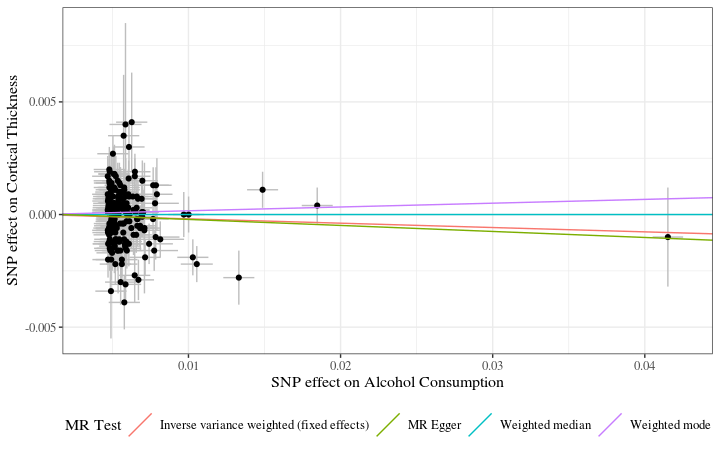 SNP effect on Cortical Thickness
0.005
0.000
-0.005
0.01 0.02 0.03 0.04
SNP effect on Alcohol Consumption
MR Test Inverse variance weighted (fixed effects) MR Egger Weighted median Weighted mode